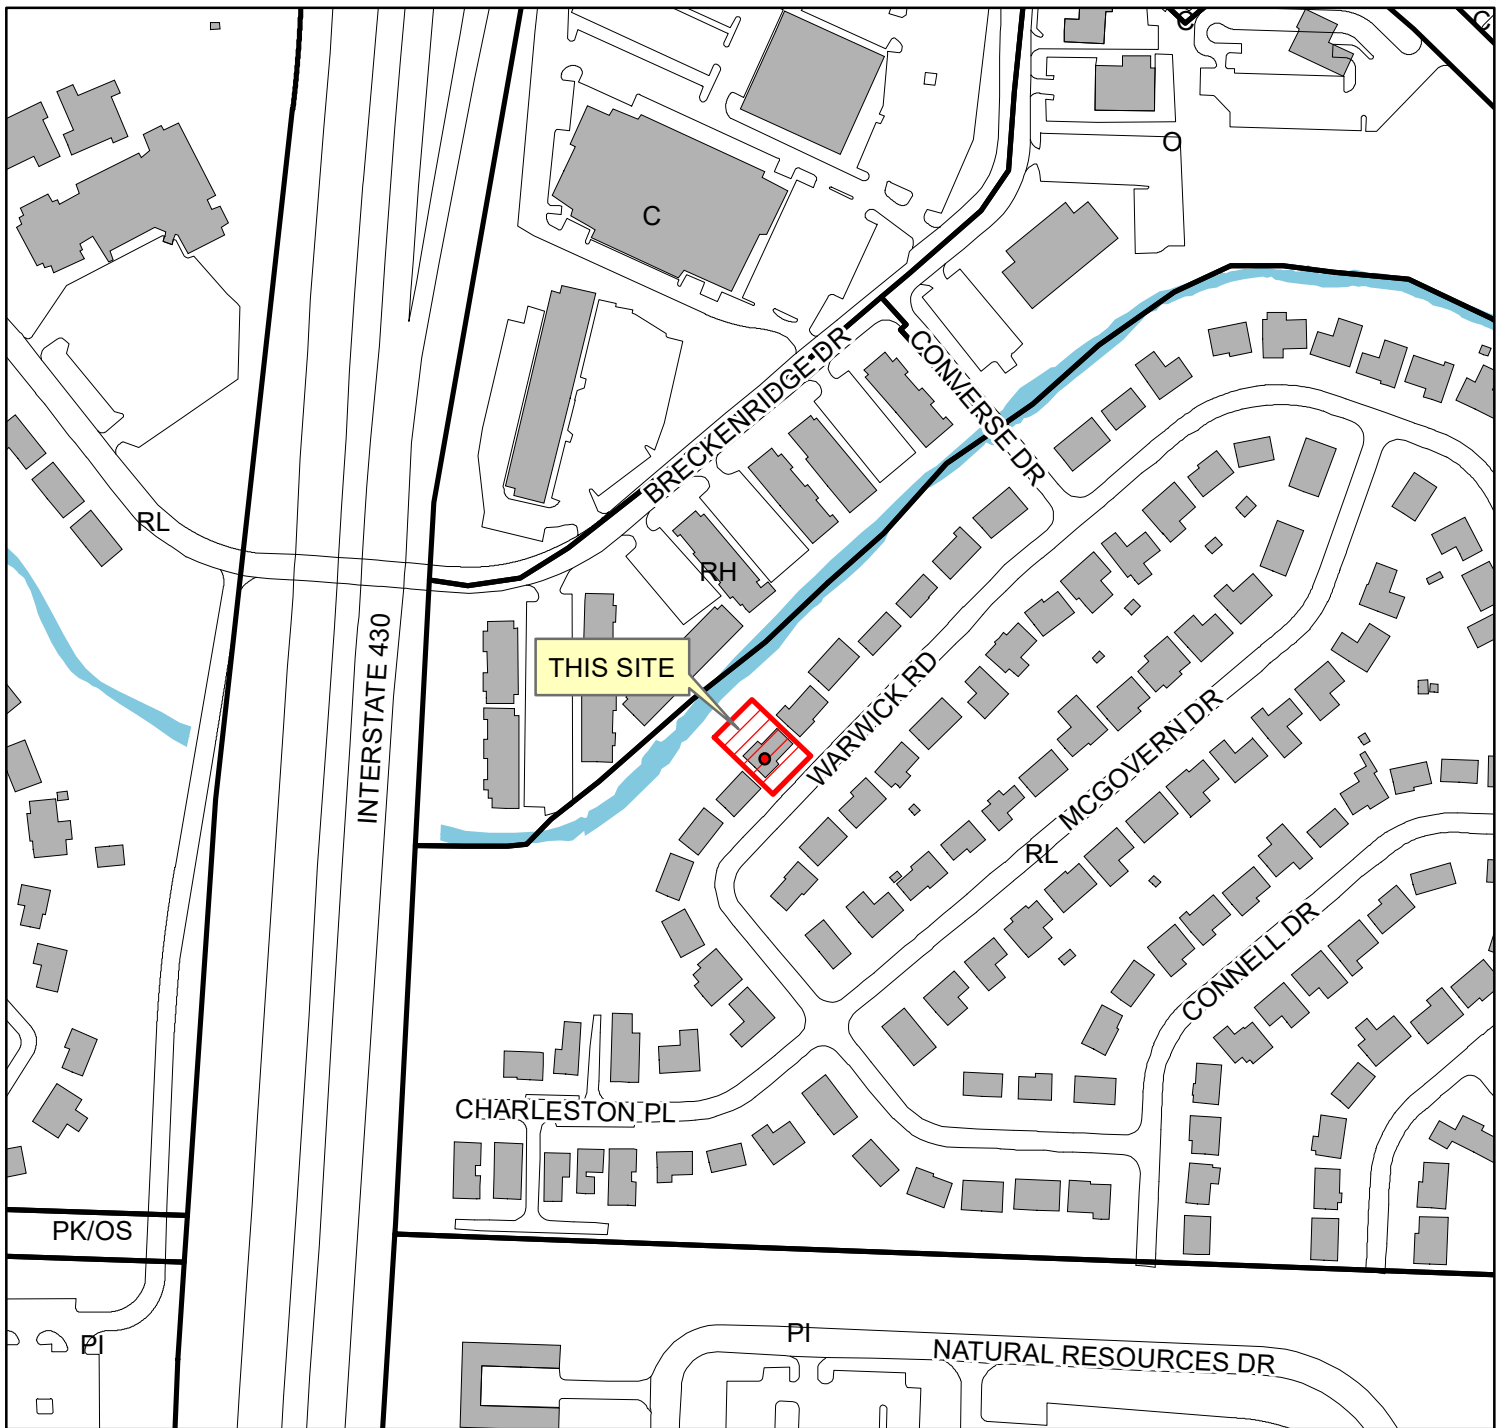 C
C
O
C
BRECKENRIDGE DR
CONVERSE DR
RL
RH
INTERSTATE 430
THIS SITE
WARWICK RD
MCGOVERN DR
RL
CONNELL DR
CHARLESTON PL
PK/OS
PI
PI
NATURAL RESOURCES DR